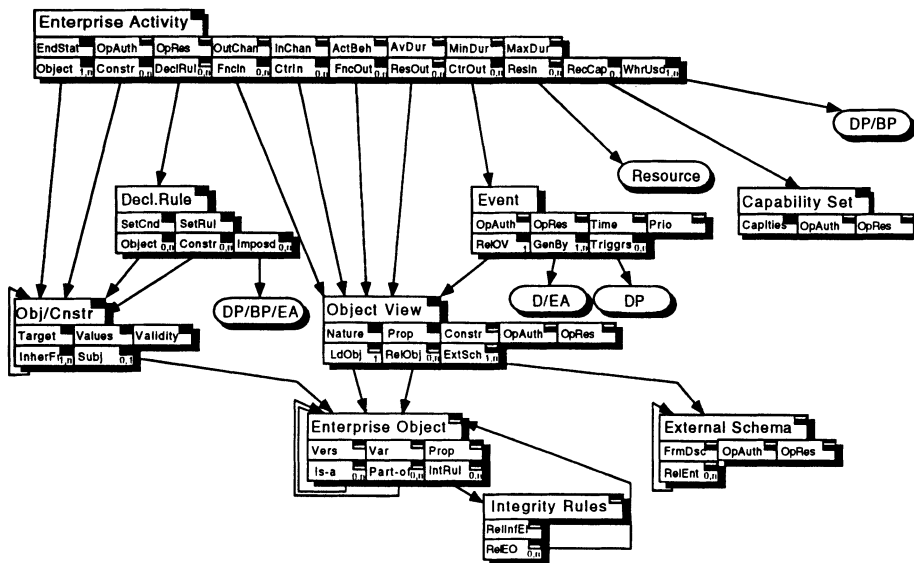 Enterprise Activity
EndStat OpAuth OpRes OutChan InChan ActBeh AvDur MinDur MaxDur
Object 1,n Constr 0,n DeclRul 0,n FncIn 0,n CtrIn 0,n FncOut 0,n ResOut 0,n CtrOut 0,n ResIn 0,n RecCap 0 WhrUsd 1,n
DP/BP
Resource
Decl.Rule
SetCnd SetRul
Object 0,n Constr 0,n Imposd 0,n
Event
OpAuth OpRes Time Prio
RelOV 1 GenBy 1,n Triggrs 0,n
Capability Set
Caplties OpAuth OpRes
DP/BP/EA
D/EA
DP
Obj/Cnstr
Target Values Validity
InherFr 1,n Subj 0,1
Object View
Nature Prop Constr OpAuth OpRes
LdObj 1 RelObj 0,n ExtSch 1,n
Enterprise Object
Vers Var Prop
Is-a 0,n Part-of 0,n IntRul 0,n
External Schema
FrmDsc OpAuth OpRes
RelEnt 0,n
Integrity Rules
RelInfEl
RelEO 0,n